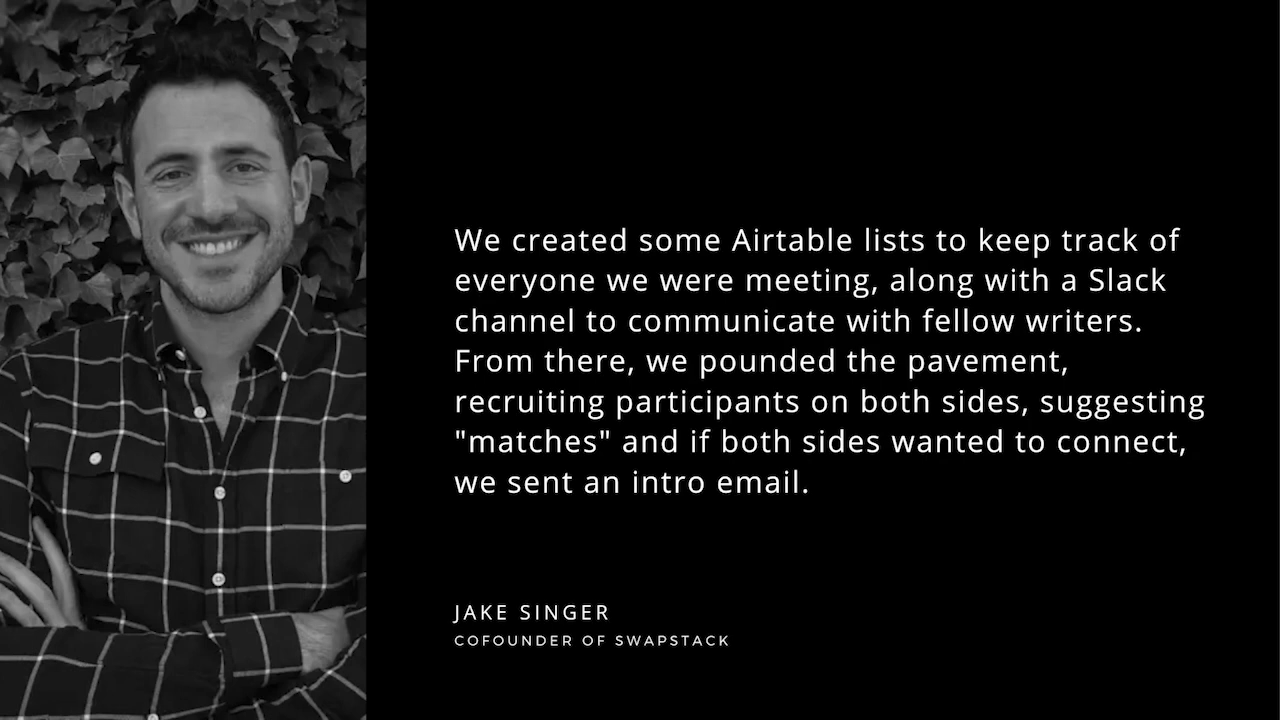 We created some Airtable lists to keep track of
everyone we were meeting, along with a Slack
channel to communicate with fellow writers.
From there, we pounded the pavement,
recruiting participants on both sides, suggesting
"matches" and if both sides wanted to connect,
we sent an intro email.
JAKE SINGER
COFOUNDER OF SWAPSTACK